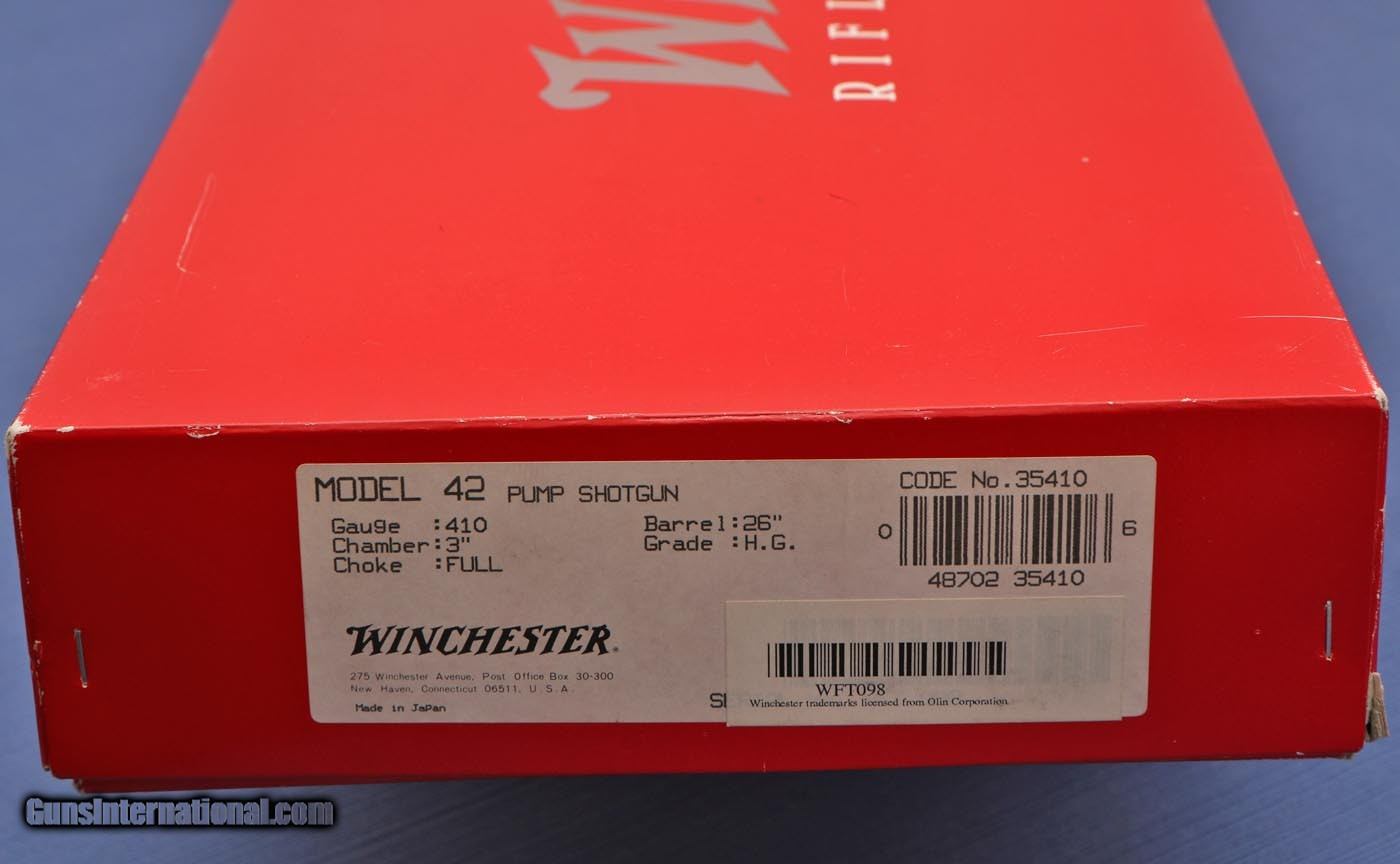 RIFL
MODEL 42 PUMP SHOTGUN
Gauge :410
Chamber:3"
Choke :FULL
Barrel:26"
Grade :H.G.
CODE No.35410
0 6
48702 35410
WINCHESTER®
275 Winchester Avenue, Post Office Box 30-300
New Haven, Connecticut 06511, U.S.A.
Made in Japan
WFT098
Winchester trademarks licensed from Olin Corporation.
GunsInternational.com